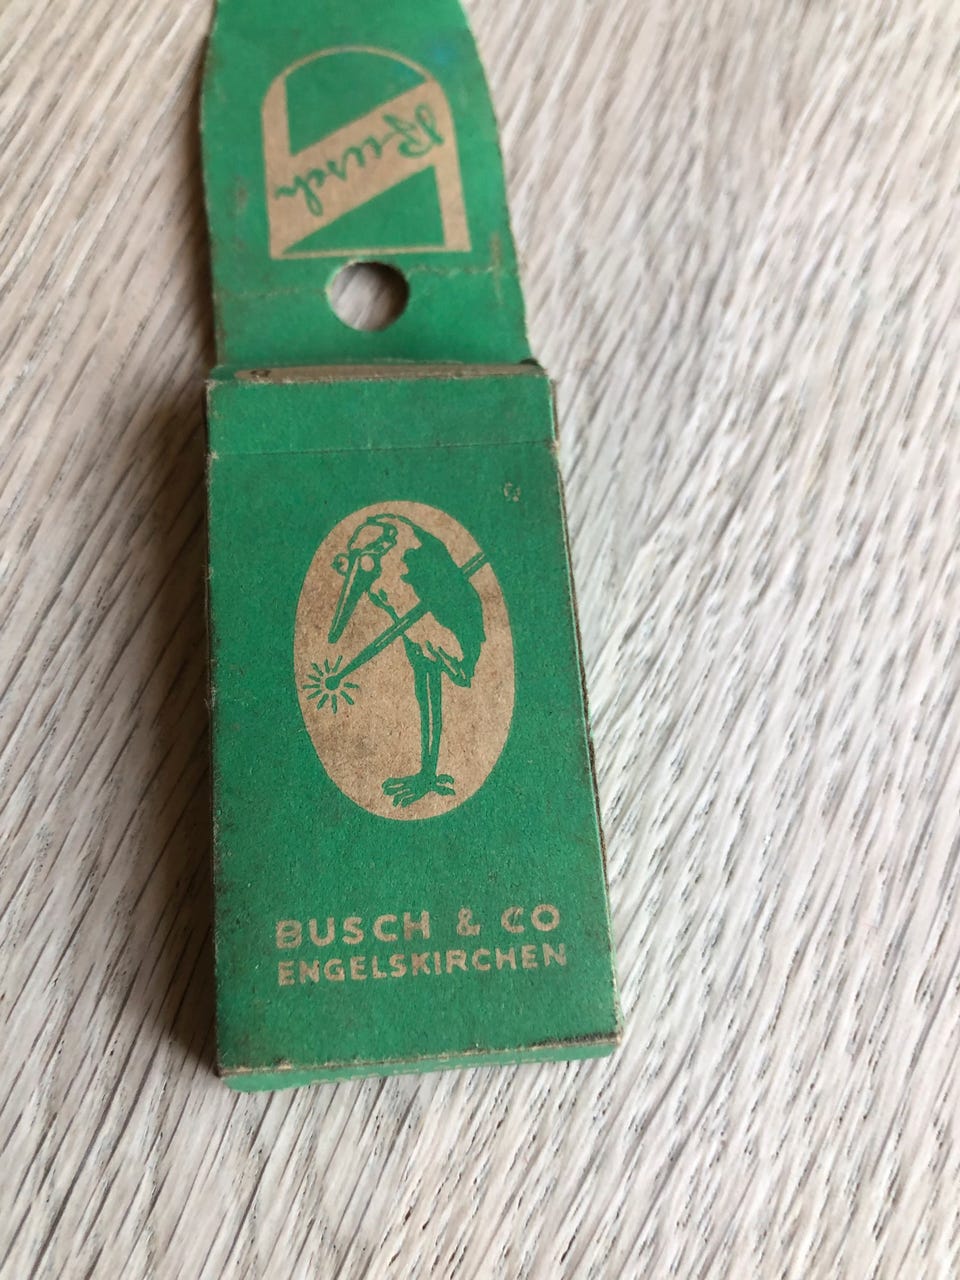 Busch
BUSCH & CO
ENGELSKIRCHEN